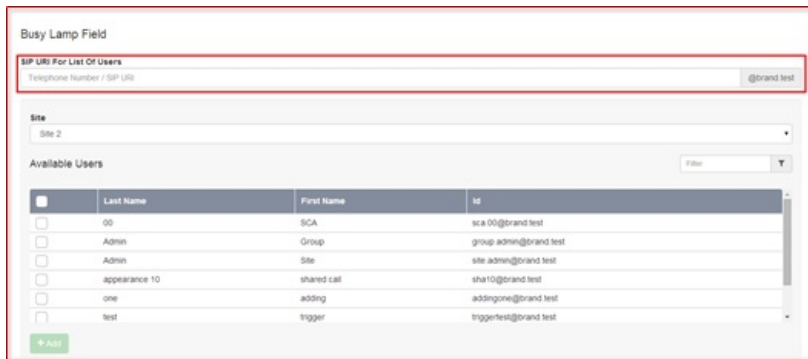 Busy Lamp Field
SIP URI For List Of Users
Telephone Number / SIP URI @brand.test
Site
Site 2
Available Users Filter
Last Name First Name Id
00 SCA sca.00@brand.test
Admin Group group.admin@brand.test
Admin Site site.admin@brand.test
appearance 10 shared call sha10@brand.test
one adding addingone@brand.test
test trigger triggertest@brand.test
+ Add